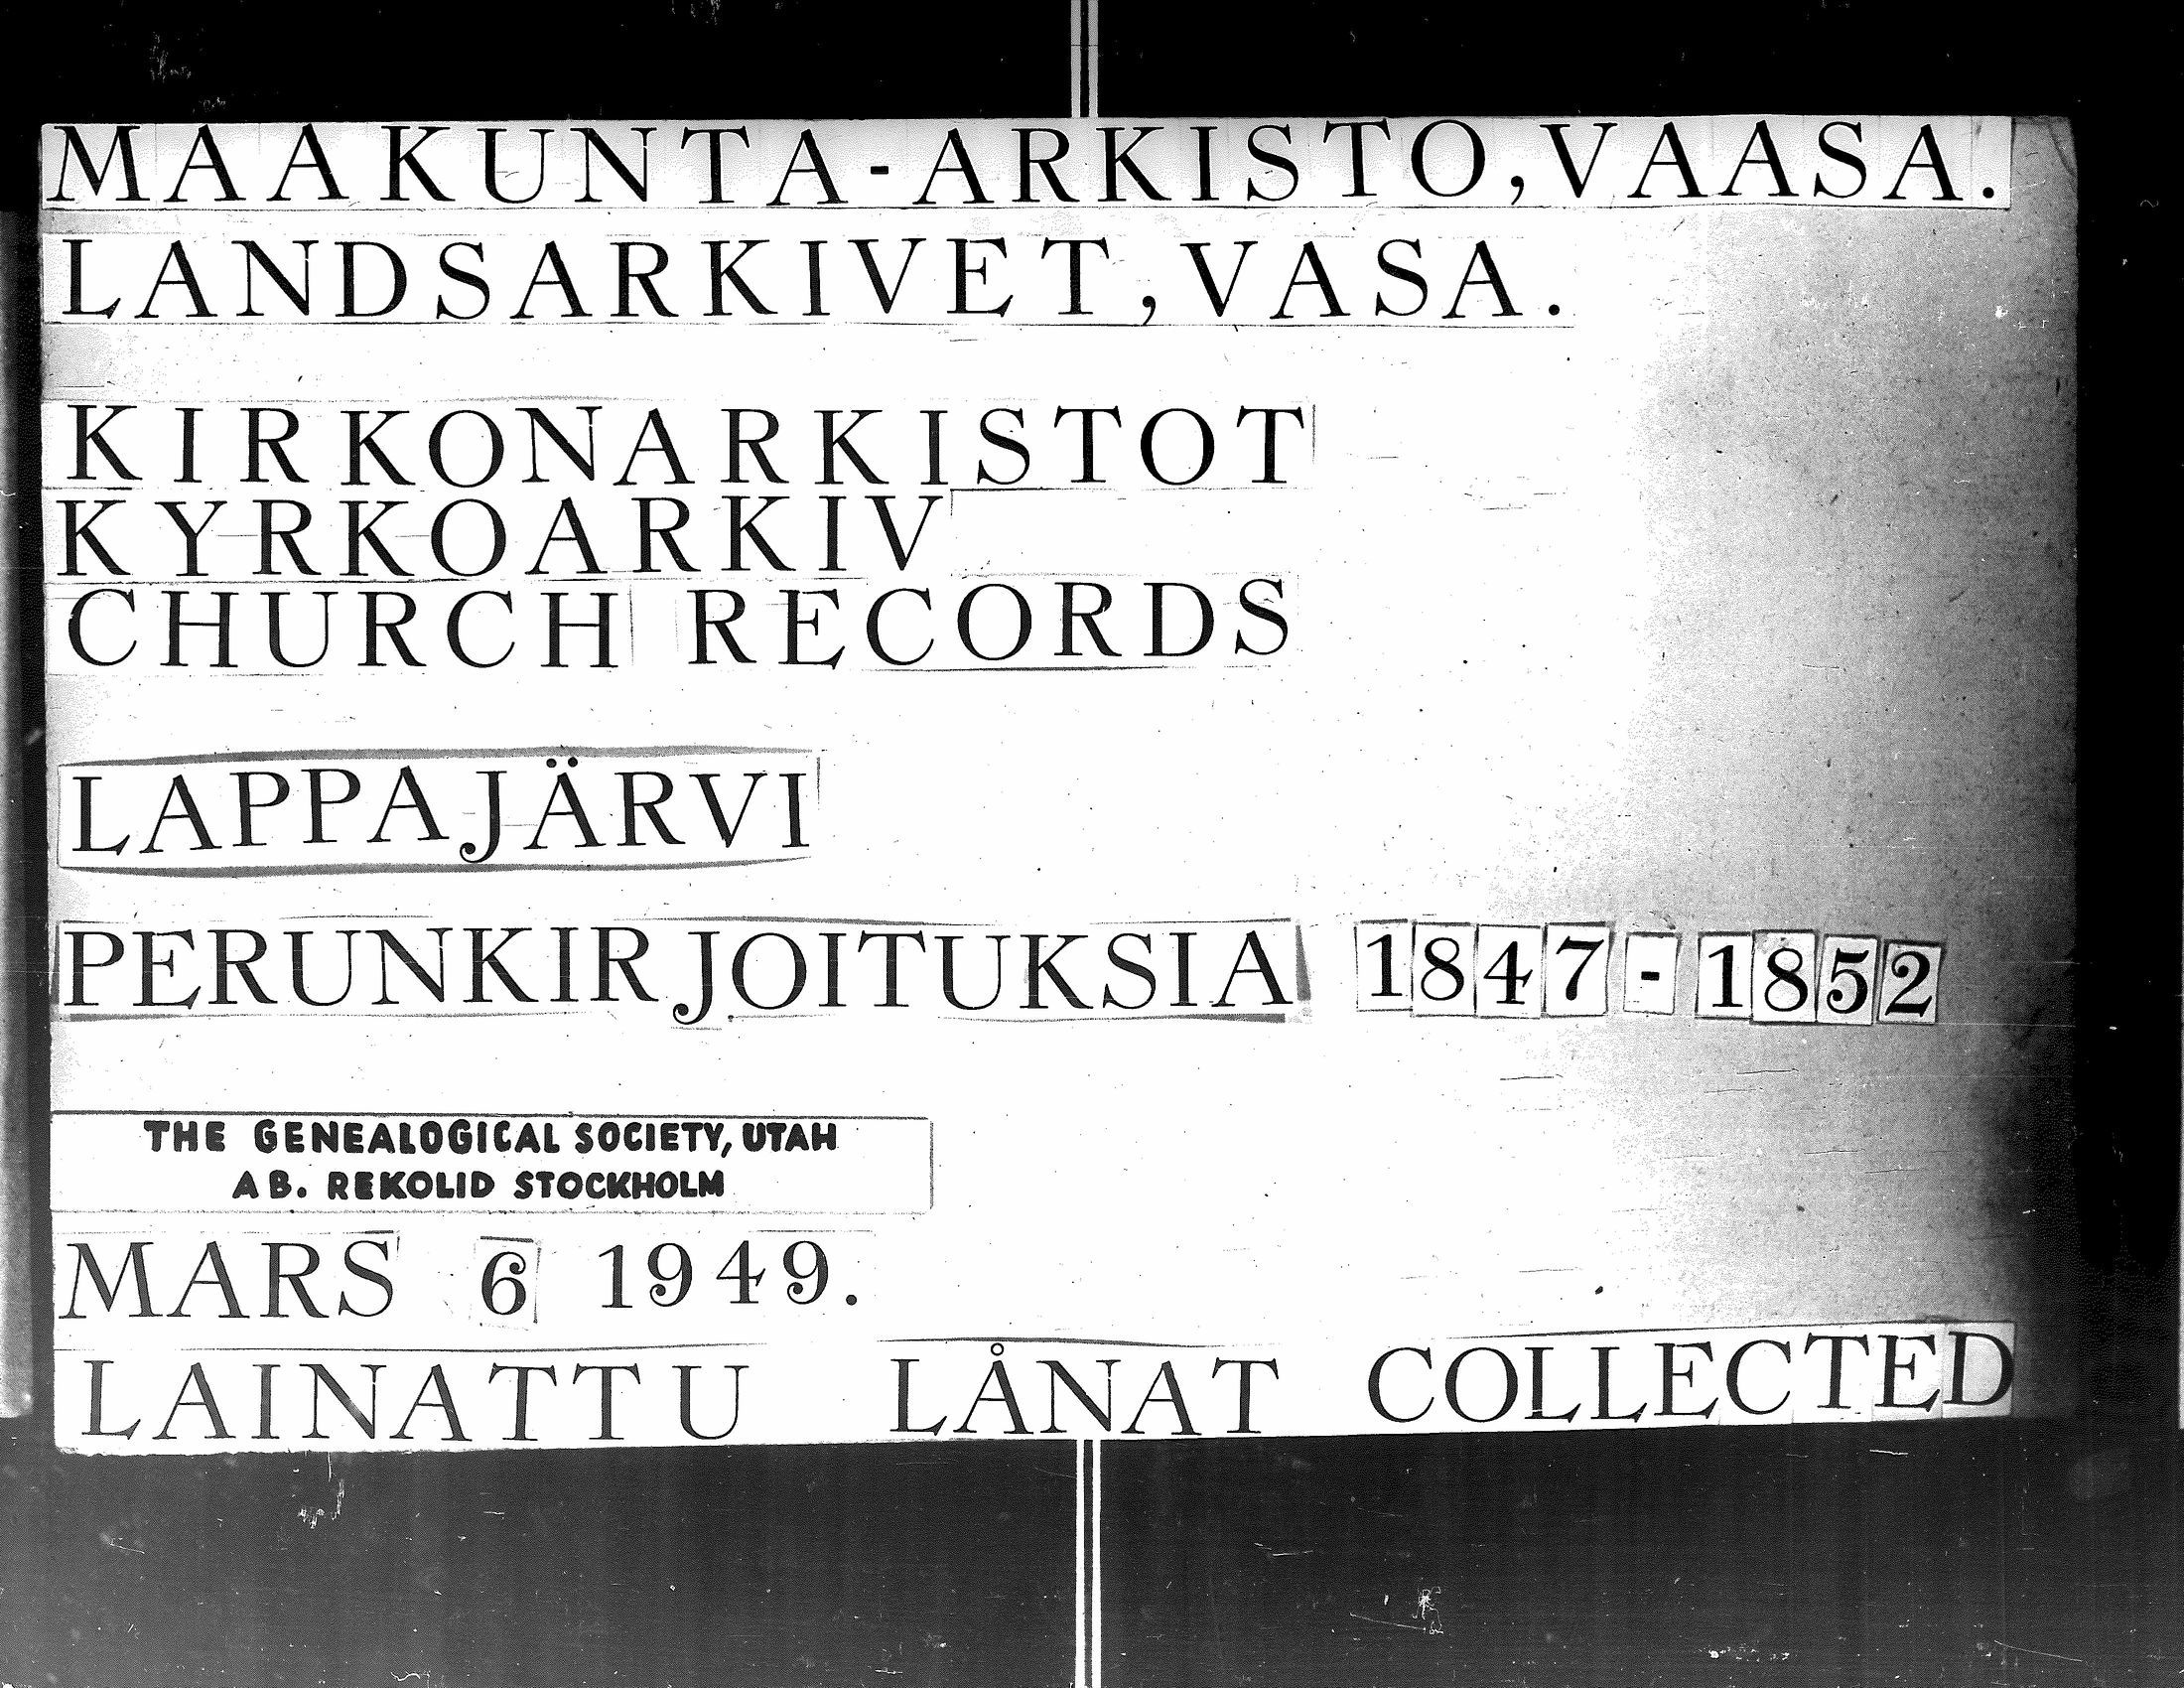 MAAKUNTA-ARKISTO, VAASA.
LANDSARKIVET, VASA.
KIRKONARKISTOT
KYRKOARKIV
CHURCH RECORDS
LAPPAJÄRVI
PERUNKIRJOITUKSIA 1847-1852
THE GENEALOGICAL SOCIETY, UTAH
AB. REKOLID STOCKHOLM
MARS 6 1949.
LAINATTU LÅNAT COLLECTED